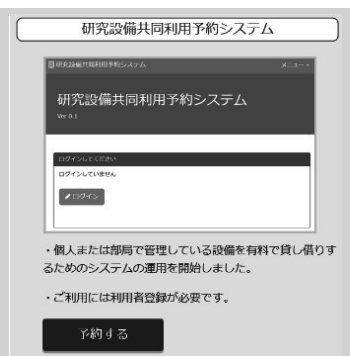 研究設備共同利用予約システム
研究設備共同利用予約システム
メニュー
研究設備共同利用予約システム
Ver 0.1
ログインしてください
ログインしていません
ログイン
・個人または部局で管理している設備を有料で貸し借りす
るためのシステムの運用を開始しました。
・ご利用には利用者登録が必要です。
予約する